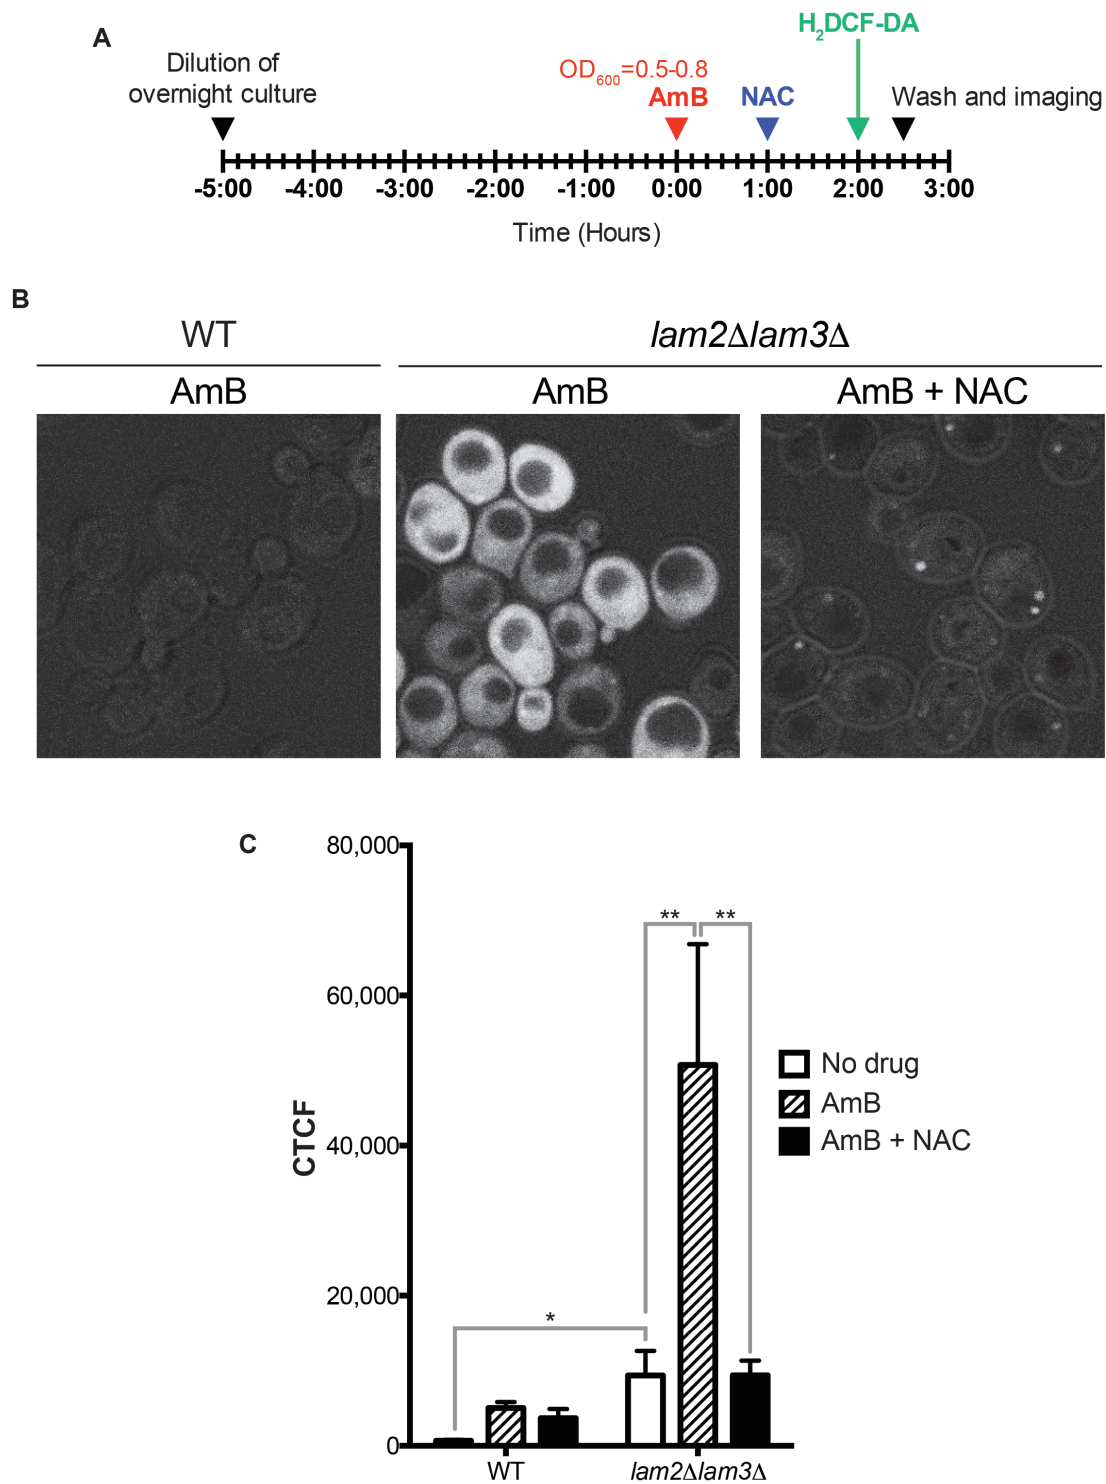 A
H2DCF-DA
Dilution of
overnight culture
OD600=0.5-0.8
AmB
NAC
Wash and imaging
-5:00 -4:00 -3:00 -2:00 -1:00 0:00 1:00 2:00 3:00
Time (Hours)
B
WT
lam2Δlam3Δ
AmB
AmB
AmB + NAC
C
80,000
60,000
40,000
20,000
0
CTCF
** **
*
No drug
AmB
AmB + NAC
WT
lam2Δlam3Δ